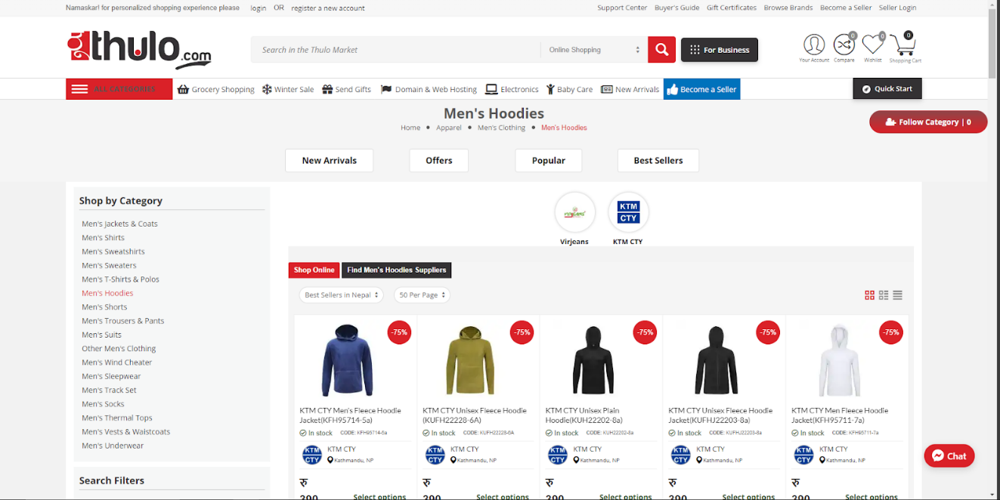 Namaskar! for personalized shopping experience please login OR register a new account
Support Center Buyer's Guide Gift Certificates Browse Brands Become a Seller Seller Login
thulo.com
Search in the Thulo Market
Online Shopping
For Business
0
0
0
Your Account Compare Wishlist Shopping Cart
ALL CATEGORIES
Grocery Shopping Winter Sale Send Gifts Domain & Web Hosting Electronics Baby Care New Arrivals Become a Seller
Quick Start
Men's Hoodies
Home • Apparel • Men's Clothing • Men's Hoodies
Follow Category | 0
New Arrivals Offers Popular Best Sellers
Shop by Category
Men's Jackets & Coats
Men's Shirts
Men's Sweatshirts
Men's Sweaters
Men's T-Shirts & Polos
Men's Hoodies
Men's Shorts
Men's Trousers & Pants
Men's Suits
Other Men's Clothing
Men's Wind Cheater
Men's Sleepwear
Men's Track Set
Men's Socks
Men's Thermal Tops
Men's Vests & Waistcoats
Men's Underwear
Search Filters
KTM
CTY
Virjeans KTM CTY
Shop Online Find Men's Hoodies Suppliers
Best Sellers in Nepal 50 Per Page
-75% -75% -75% -75% -75%
KTM CTY Men's Fleece Hoodie
Jacket(KFH95714-5a)
In stock CODE: KFH95714-5a
KTM CTY
KTM CTY
Kathmandu, NP
रु
390 Select options
KTM CTY Unisex Fleece Hoodie
(KUFH22228-6A)
In stock CODE: KUFH22228-6A
KTM CTY
KTM CTY
Kathmandu, NP
रु
390 Select options
KTM CTY Unisex Plain
Hoodie(KUH22202-8a)
In stock CODE: KUH22202-8a
KTM CTY
KTM CTY
Kathmandu, NP
रु
390 Select options
KTM CTY Unisex Fleece Hoodie
Jacket(KUFHJ22203-8a)
In stock CODE: KUFHJ22203-8a
KTM CTY
KTM CTY
Kathmandu, NP
रु
390 Select options
KTM CTY Men Fleece Hoodie
Jacket(KFH95711-7a)
In stock CODE: KFH95711-7a
KTM CTY
KTM CTY
Kathmandu, NP
रु
390 Select options
Chat